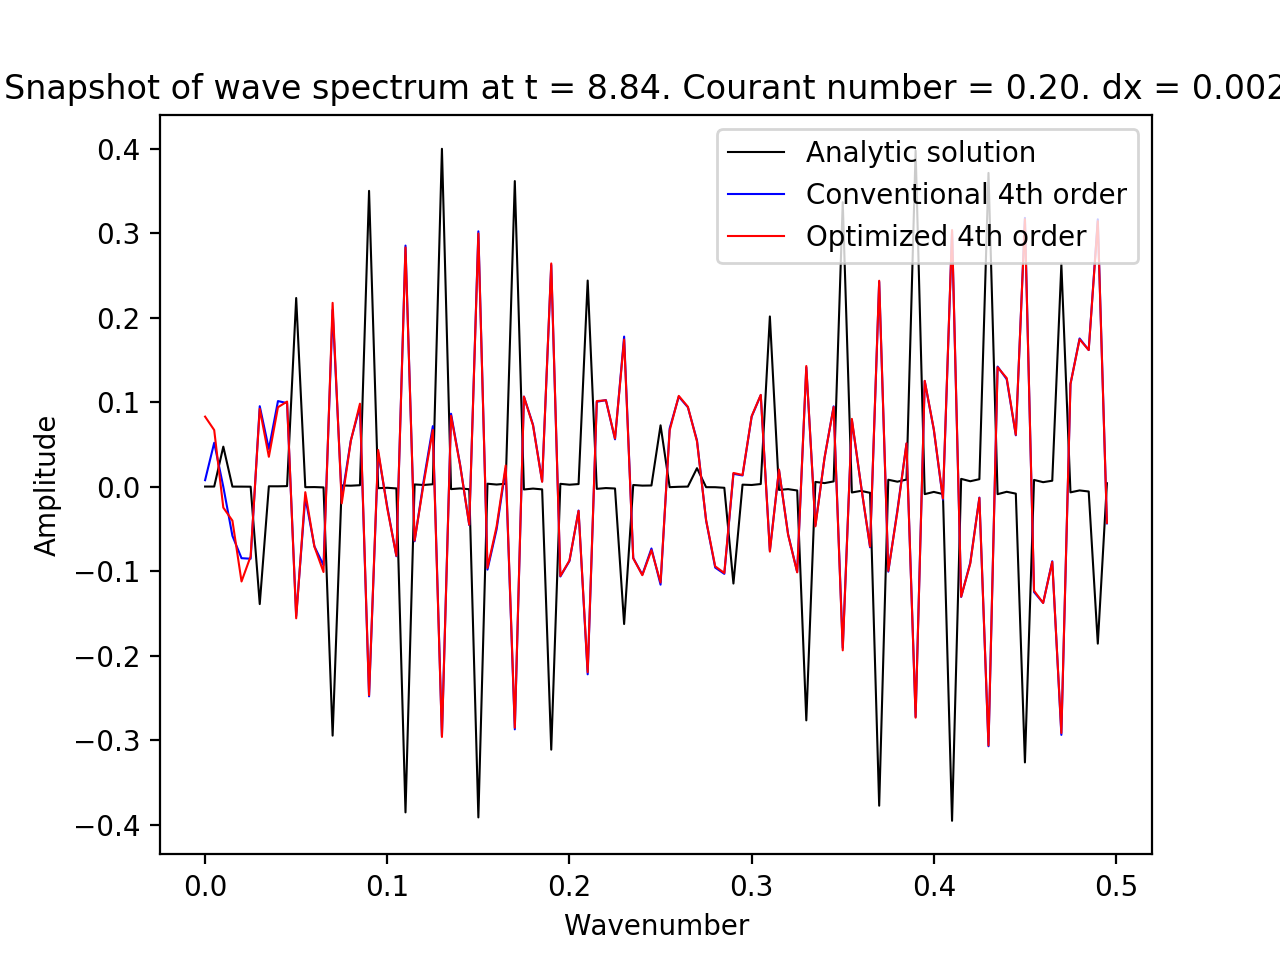 Snapshot of wave spectrum at t = 8.84. Courant number = 0.20. dx = 0.002
Analytic solution
Conventional 4th order
Optimized 4th order
0.4
0.3
0.2
0.1
0.0
−0.1
−0.2
−0.3
−0.4
Amplitude
0.0 0.1 0.2 0.3 0.4 0.5
Wavenumber